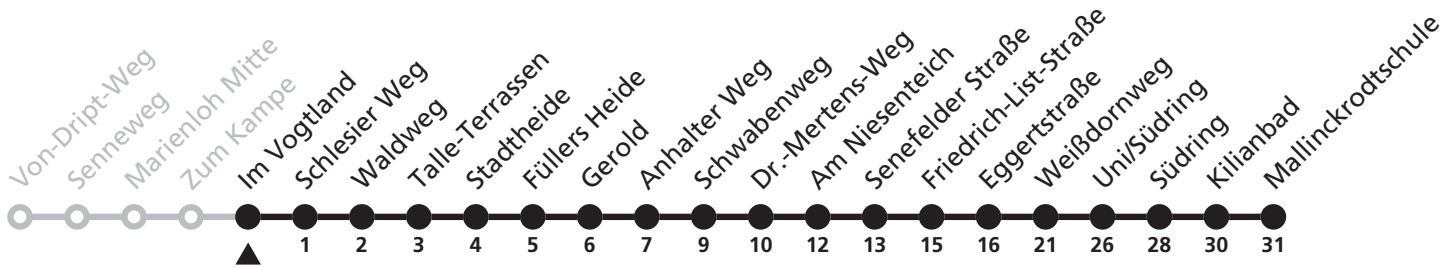 Von-Dript-Weg
Senneweg
Marienloh Mitte
Zum Kampe
Im Vogtland
Schlesier Weg
Waldweg
Talle-Terrassen
Stadtheide
Füllers Heide
Gerold
Anhalter Weg
Schwabenweg
Dr.-Mertens-Weg
Am Niesenteich
Senefelder Straße
Friedrich-List-Straße
Eggertstraße
Weißdornweg
Uni/Südring
Südring
Kilianbad
Mallinckrodtschule
1 2 3 4 5 6 7 9 10 12 13 15 16 21 26 28 30 31